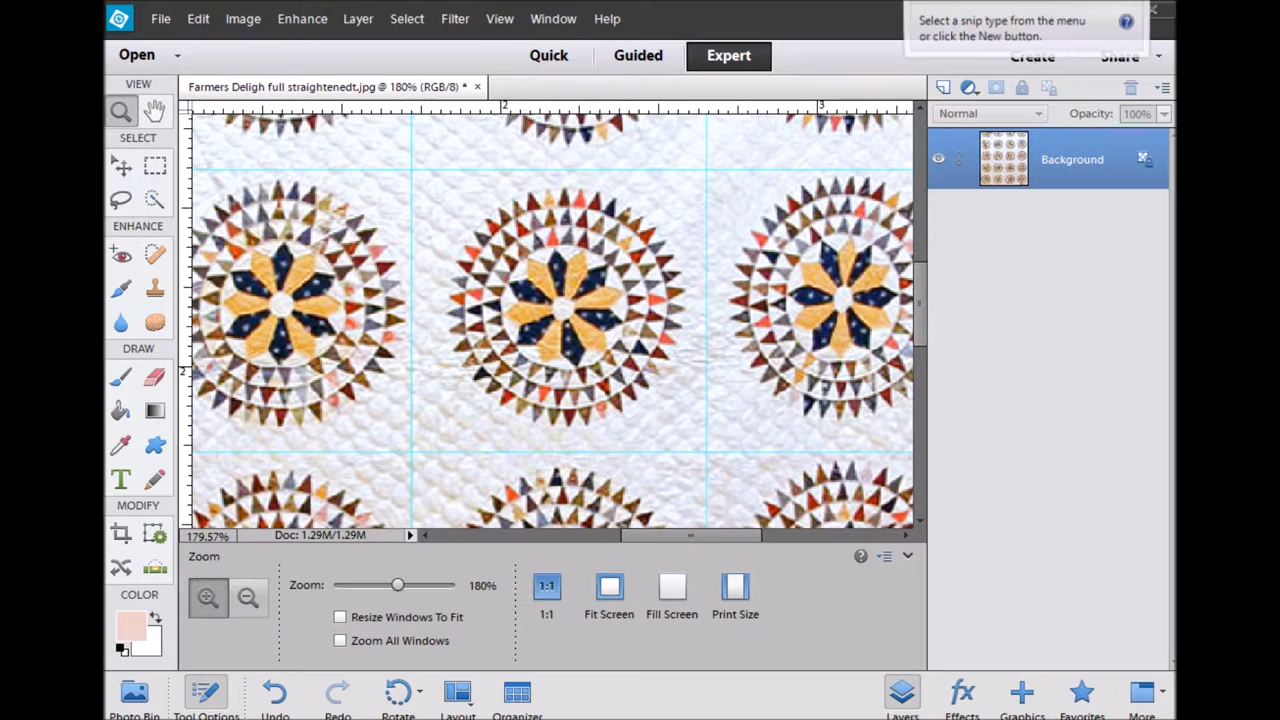 File Edit Image Enhance Layer Select Filter View Window Help
Select a snip type from the menu
or click the New button.
Open Quick Guided Expert Create Share
VIEW
Farmers Deligh full straightenedt.jpg @ 180% (RGB/8) * ×
2 3
Normal Opacity: 100%
SELECT
Background
ENHANCE
DRAW
2
T
MODIFY
179.57% Doc: 1.29M/1.29M
Zoom
COLOR
Zoom: 180% 1:1
1:1 Fit Screen Fill Screen Print Size
Resize Windows To Fit
Zoom All Windows
fx
Photo Bin Tool Options Undo Redo Rotate Layout Organizer Layers Effects Graphics Favorites More